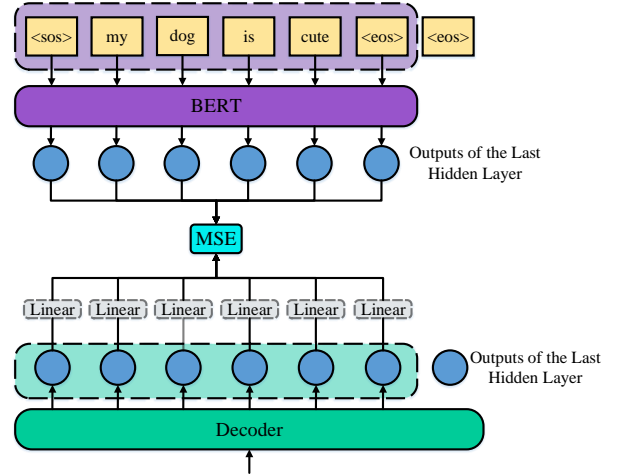 <sos> my dog is cute <eos> <eos>
BERT
Outputs of the Last
Hidden Layer
MSE
Linear Linear Linear Linear Linear Linear
Outputs of the Last
Hidden Layer
Decoder